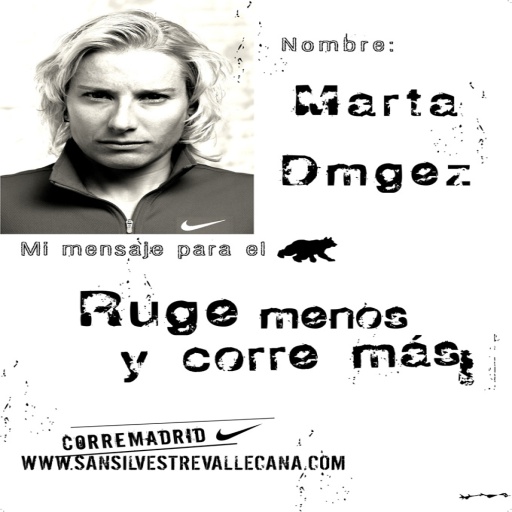 Nombre:
Marta
Dmgez
Mi mensaje para el
Ruge menos
y corre más!
CORREMADRID
WWW.SANSILVESTREVALLECANA.COM